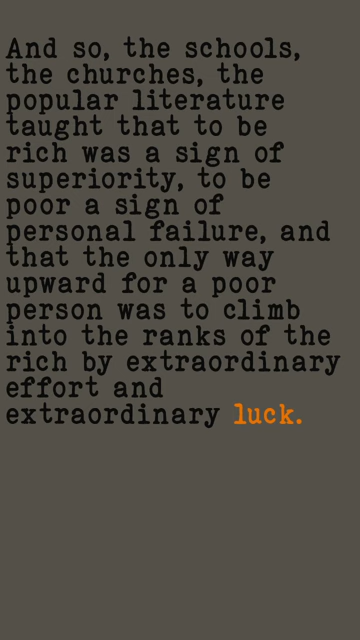 And so, the schools,
the churches, the
popular literature
taught that to be
rich was a sign of
superiority, to be
poor a sign of
personal failure, and
that the only way
upward for a poor
person was to climb
into the ranks of the
rich by extraordinary
effort and
extraordinary luck.